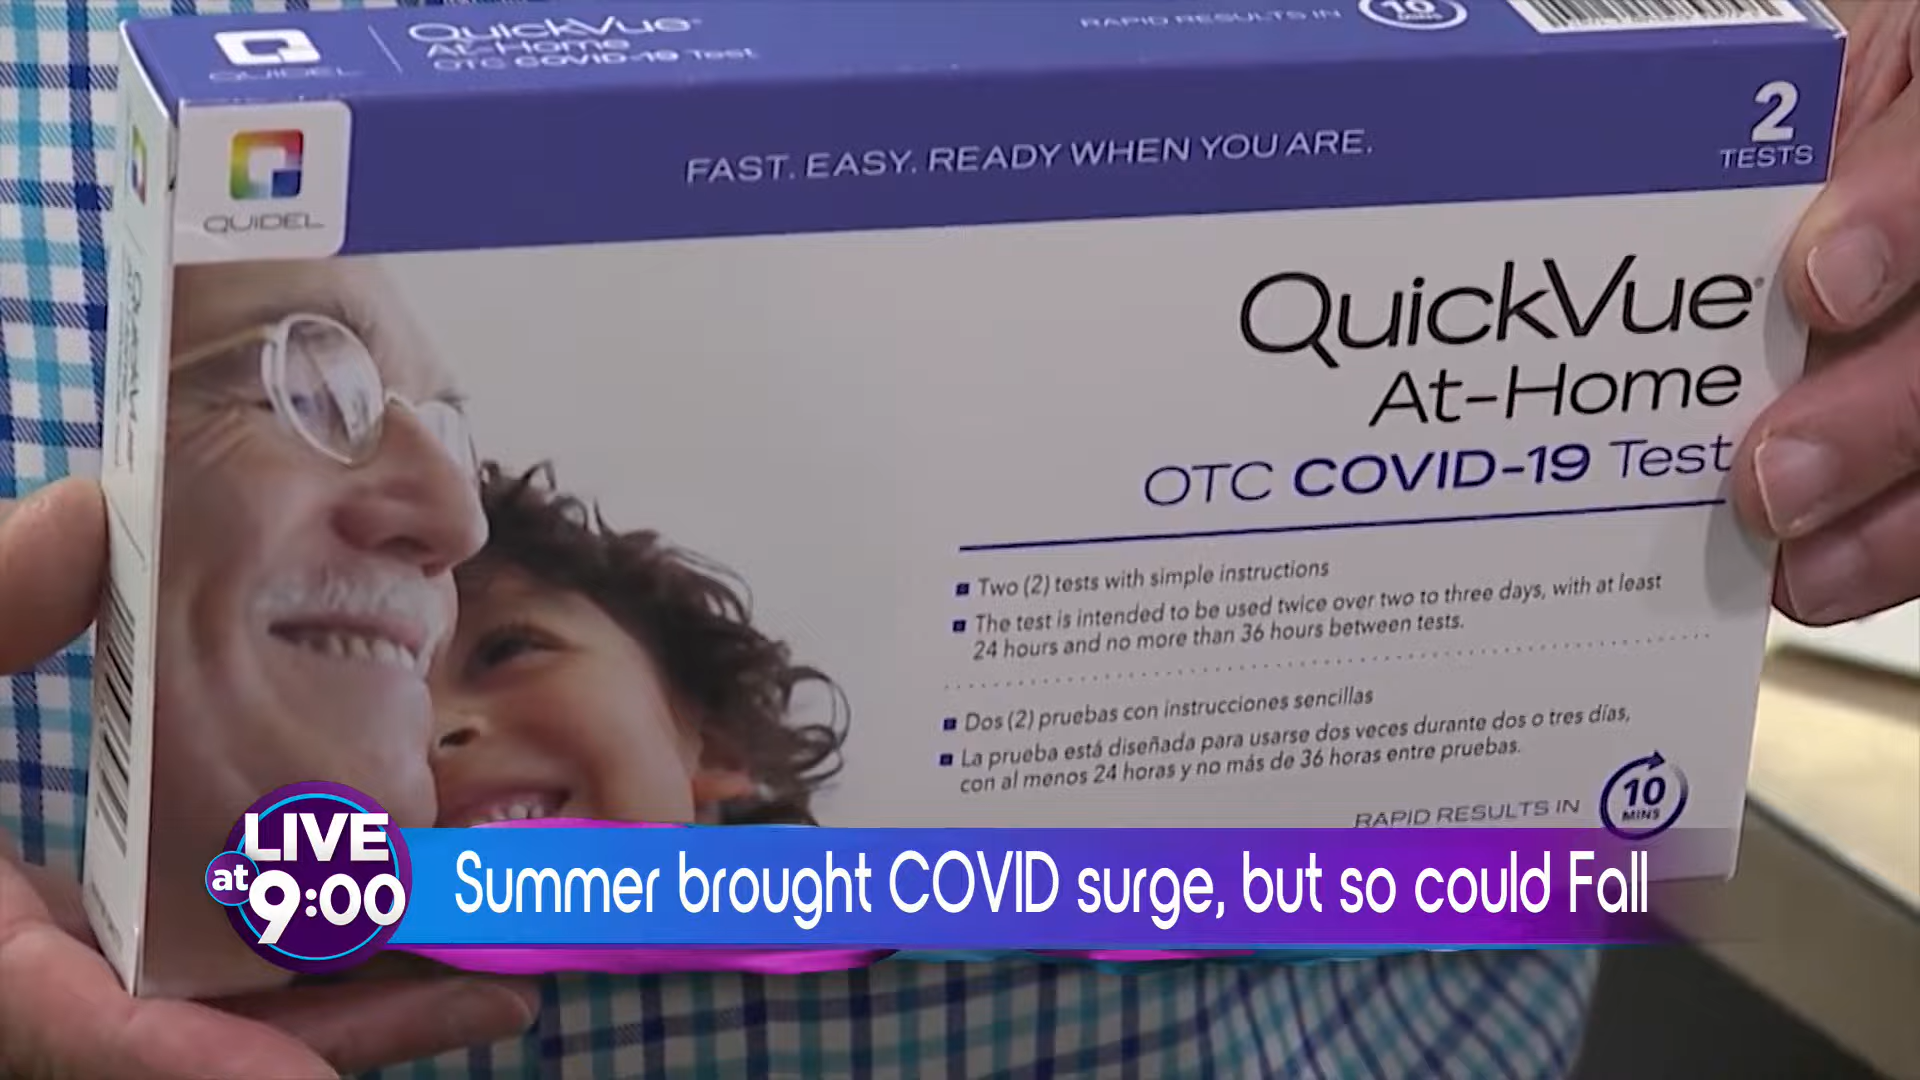 QUIDEL
QuickVue®
At-Home
OTC COVID-19 Test
RAPID RESULTS IN
10
MINS
QUIDEL
FAST. EASY. READY WHEN YOU ARE.
2
TESTS
QuickVue®
At-Home
OTC COVID-19 Test
Two (2) tests with simple instructions
The test is intended to be used twice over two to three days, with at least
24 hours and no more than 36 hours between tests.
Dos (2) pruebas con instrucciones sencillas
La prueba está diseñada para usarse dos veces durante dos o tres días,
con al menos 24 horas y no más de 36 horas entre pruebas.
RAPID RESULTS IN
10
MINS
LIVE
at
9:00
Summer brought COVID surge, but so could Fall